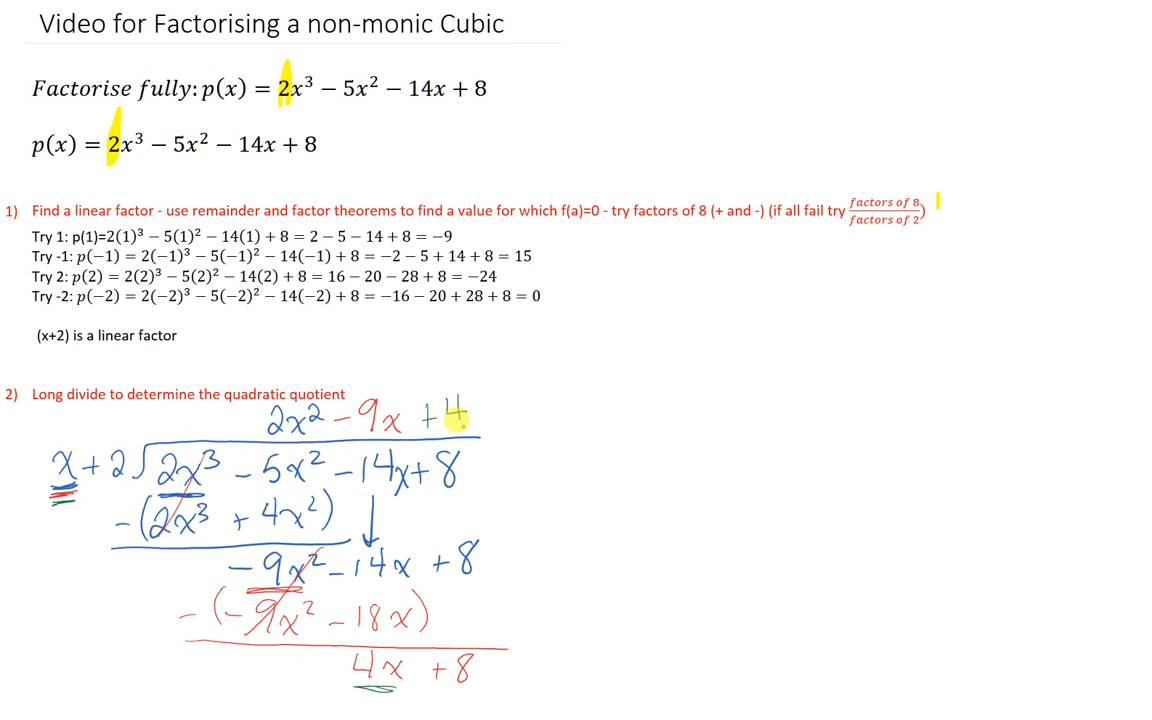 Video for Factorising a non-monic Cubic
Factorise fully: p(x) = 2x³ − 5x² − 14x + 8
p(x) = 2x³ − 5x² − 14x + 8
1) Find a linear factor - use remainder and factor theorems to find a value for which f(a)=0 - try factors of 8 (+ and -) (if all fail try factors of 8/factors of 2)
Try 1: p(1)=2(1)³ − 5(1)² − 14(1) + 8 = 2 − 5 − 14 + 8 = −9
Try -1: p(−1) = 2(−1)³ − 5(−1)² − 14(−1) + 8 = −2 − 5 + 14 + 8 = 15
Try 2: p(2) = 2(2)³ − 5(2)² − 14(2) + 8 = 16 − 20 − 28 + 8 = −24
Try -2: p(−2) = 2(−2)³ − 5(−2)² − 14(−2) + 8 = −16 − 20 + 28 + 8 = 0
(x+2) is a linear factor
2) Long divide to determine the quadratic quotient
2x² - 9x + 4
x + 2 2x³ - 5x² - 14x + 8
- (2x³ + 4x²)
- 9x² - 14x + 8
- (- 9x² - 18x)
4x + 8